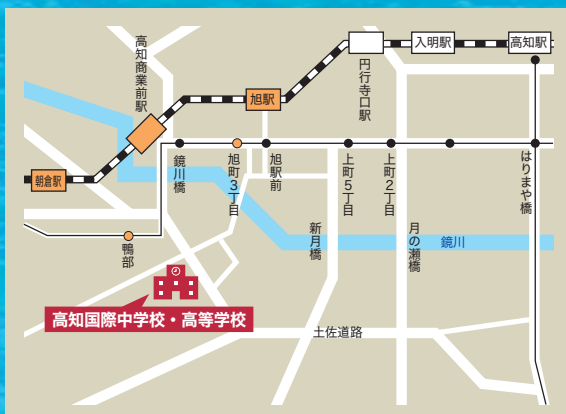 高知商業前駅
円行寺口駅
入明駅
高知駅
旭駅
朝倉駅
鏡川橋
旭町3丁目
旭駅前
上町5丁目
上町2丁目
はりまや橋
鴨部
新月橋
月の瀬橋
鏡川
高知国際中学校・高等学校
土佐道路